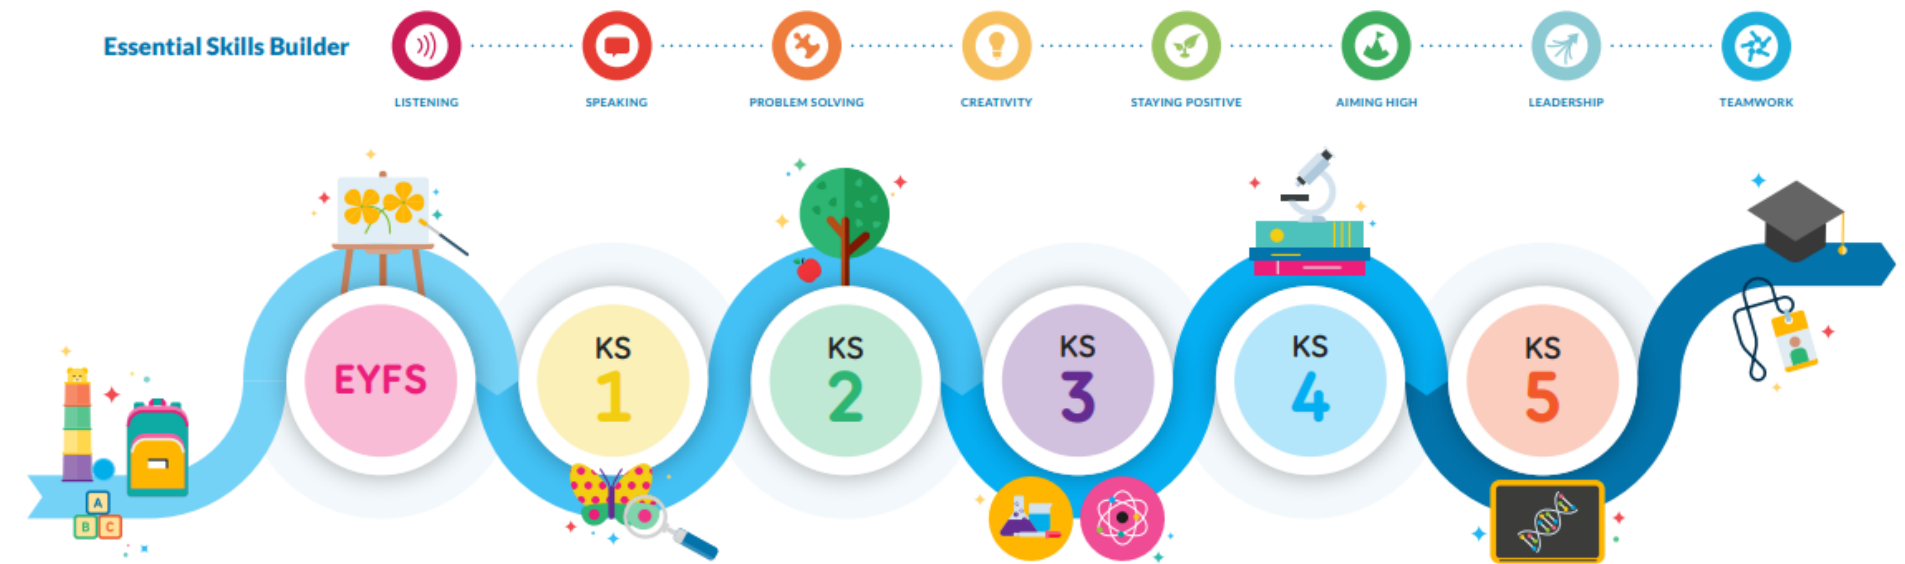 Essential Skills Builder
LISTENING
SPEAKING
PROBLEM SOLVING
CREATIVITY
STAYING POSITIVE
AIMING HIGH
LEADERSHIP
TEAMWORK
EYFS
KS
1
KS
2
KS
3
KS
4
KS
5
A
B C